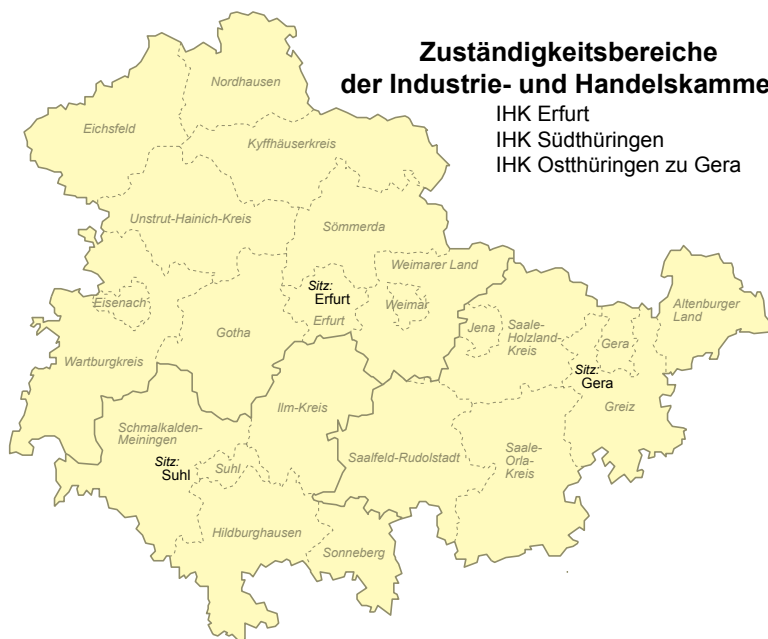 Zuständigkeitsbereiche
der Industrie- und Handelskamme
IHK Erfurt
IHK Südthüringen
IHK Ostthüringen zu Gera
Nordhausen
Eichsfeld
Kyffhäuserkreis
Unstrut-Hainich-Kreis
Sömmerda
Weimarer Land
Eisenach
Sitz:
Erfurt
Erfurt
Weimar
Gotha
Wartburgkreis
Jena
Saale-
Holzland-
Kreis
Gera
Altenburger
Land
Sitz:
Gera
Greiz
Ilm-Kreis
Schmalkalden-
Meiningen
Sitz:
Suhl
Suhl
Saalfeld-Rudolstadt
Saale-
Orla-
Kreis
Hildburghausen
Sonneberg